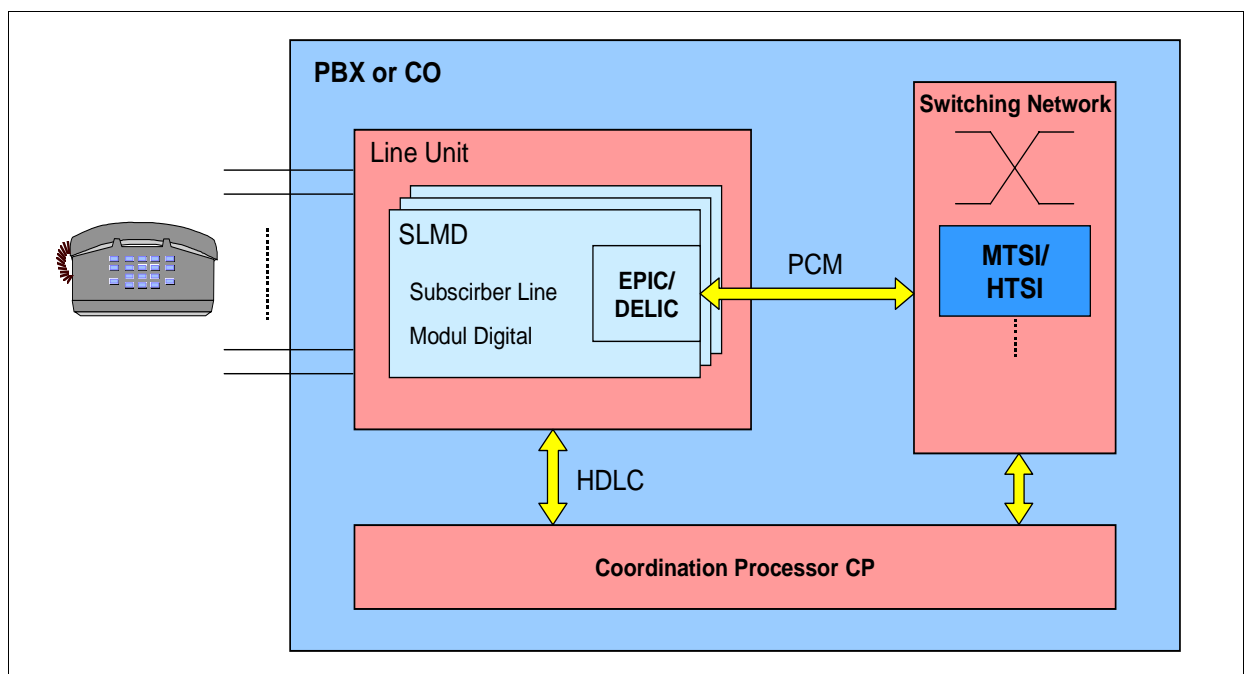 PBX or CO
Switching Network
Line Unit
SLMD
Subscirber Line
Modul Digital
EPIC/
DELIC
PCM
MTSI/
HTSI
HDLC
Coordination Processor CP